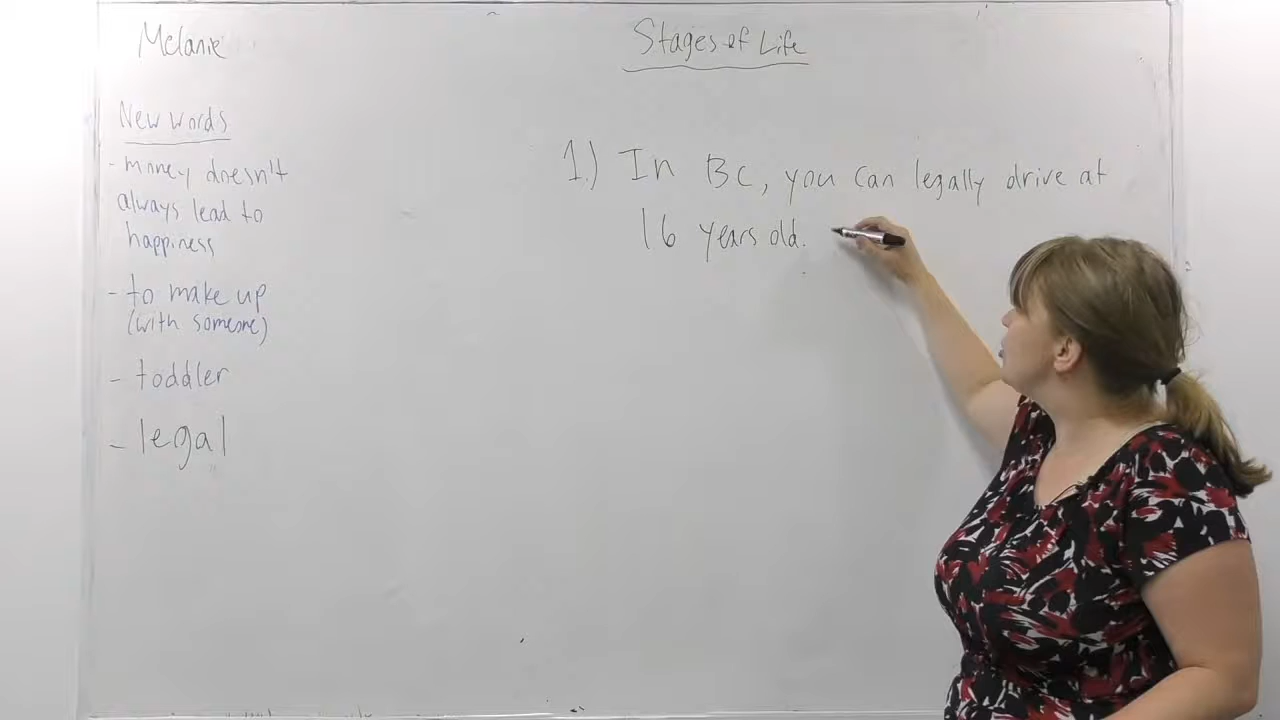 Melanie
Stages of Life
New words
- money doesn't
always lead to
happiness
- to make up
(with someone)
- toddler
- legal
1.) In BC, you can legally drive at
16 years old.